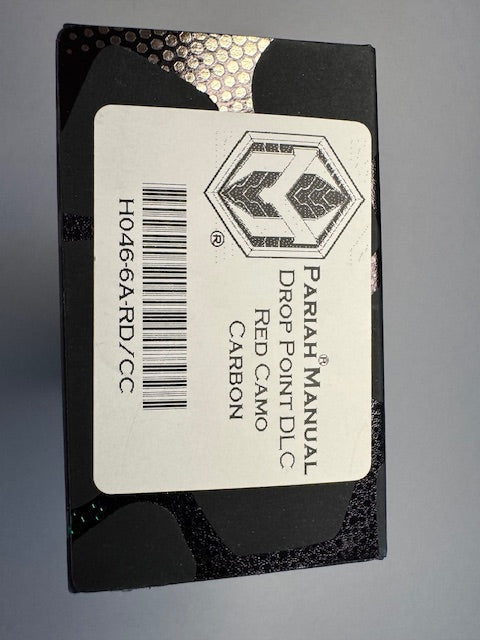 ®
PARIAH® MANUAL
DROP POINT DLC
RED CAMO
CARBON
H046-6A-RD/CC